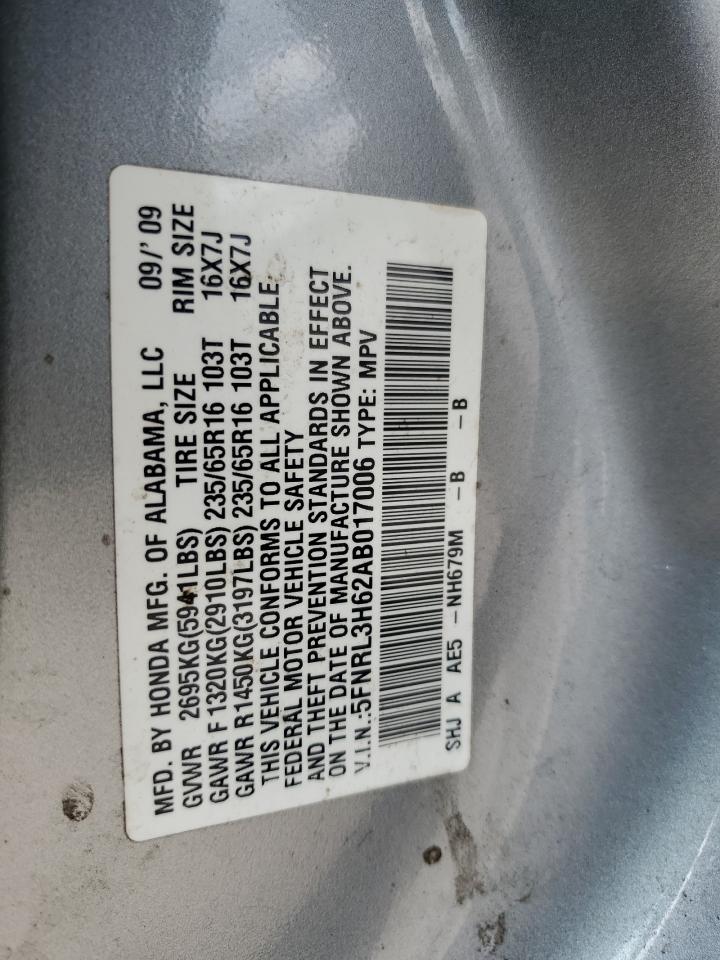 MFD. BY HONDA MFG. OF ALABAMA, LLC 09/' 09
GVWR 2695KG(5941LBS) TIRE SIZE RIM SIZE
GAWR F 1320KG(2910LBS) 235/65R16 103T 16X7J
GAWR R1450KG(3197LBS) 235/65R16 103T 16X7J
THIS VEHICLE CONFORMS TO ALL APPLICABLE
FEDERAL MOTOR VEHICLE SAFETY
AND THEFT PREVENTION STANDARDS IN EFFECT
ON THE DATE OF MANUFACTURE SHOWN ABOVE.
V.I.N.:5FNRL3H62AB017006 TYPE: MPV
SHJ A AE5 -NH679M -B -B